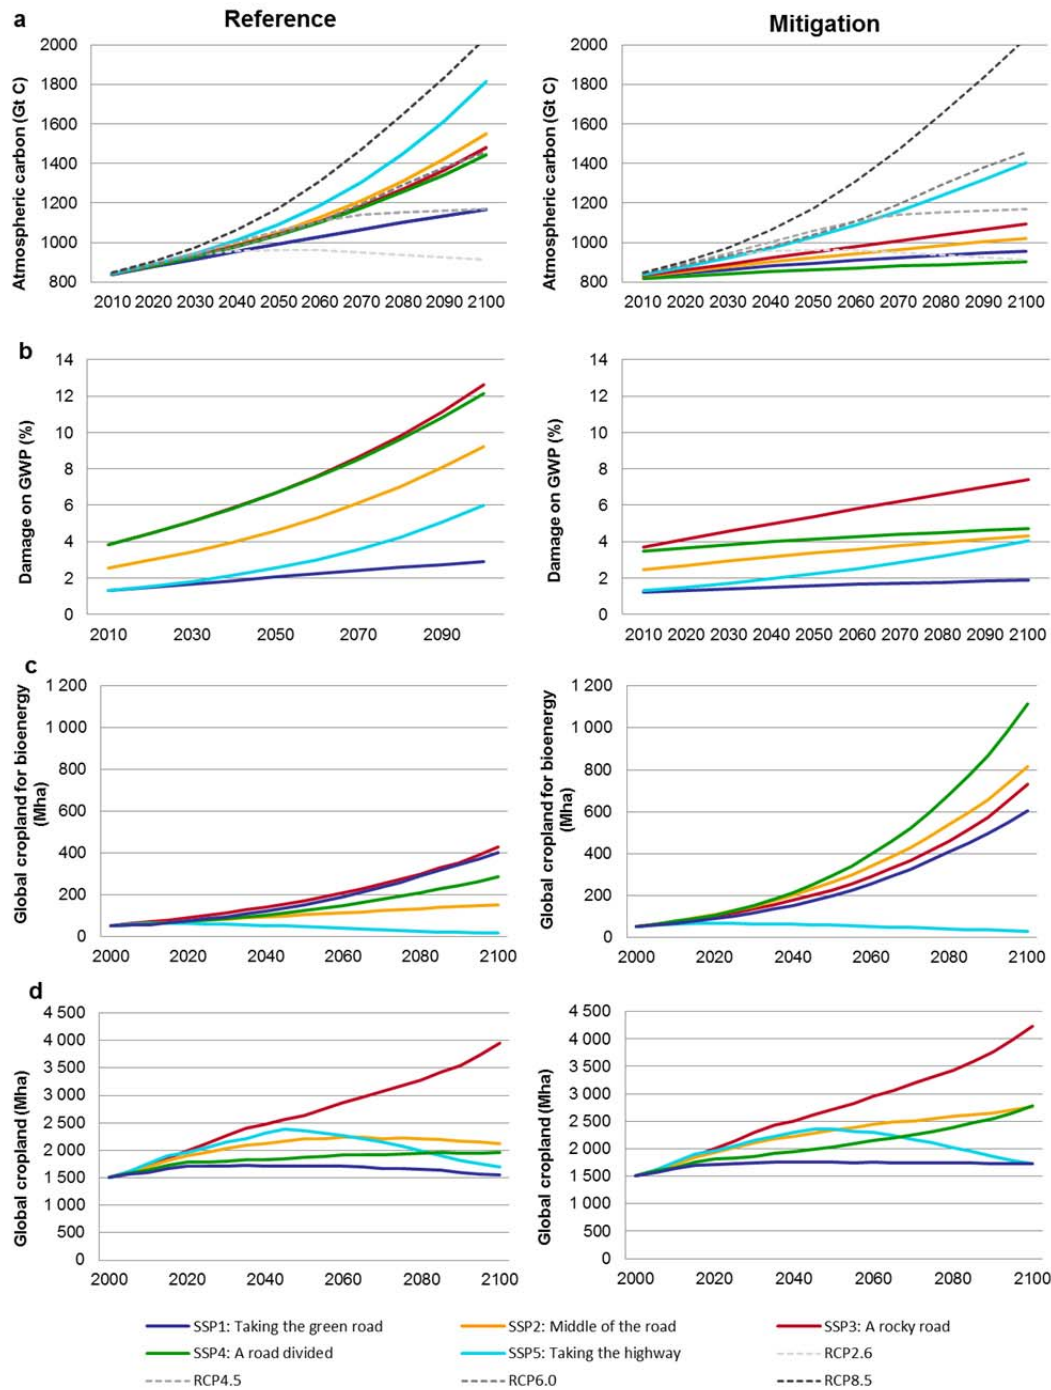 a
Reference
Mitigation
Atmospheric carbon (Gt C)
2000
1800
1600
1400
1200
1000
800
2010 2020 2030 2040 2050 2060 2070 2080 2090 2100
Atmospheric carbon (Gt C)
2000
1800
1600
1400
1200
1000
800
2010 2020 2030 2040 2050 2060 2070 2080 2090 2100
b
Damage on GWP (%)
14
12
10
8
6
4
2
0
2010 2030 2050 2070 2090
Damage on GWP (%)
14
12
10
8
6
4
2
0
2010 2020 2030 2040 2050 2060 2070 2080 2090 2100
c
Global cropland for bioenergy
(Mha)
1 200
1 000
800
600
400
200
0
2000 2020 2040 2060 2080 2100
Global cropland for bioenergy
(Mha)
1 200
1 000
800
600
400
200
0
2000 2020 2040 2060 2080 2100
d
Global cropland (Mha)
4 500
4 000
3 500
3 000
2 500
2 000
1 500
1 000
500
0
2000 2020 2040 2060 2080 2100
Global cropland (Mha)
4 500
4 000
3 500
3 000
2 500
2 000
1 500
1 000
500
0
2000 2020 2040 2060 2080 2100
SSP1: Taking the green road
SSP2: Middle of the road
SSP3: A rocky road
SSP4: A road divided
SSP5: Taking the highway
RCP2.6
RCP4.5
RCP6.0
RCP8.5